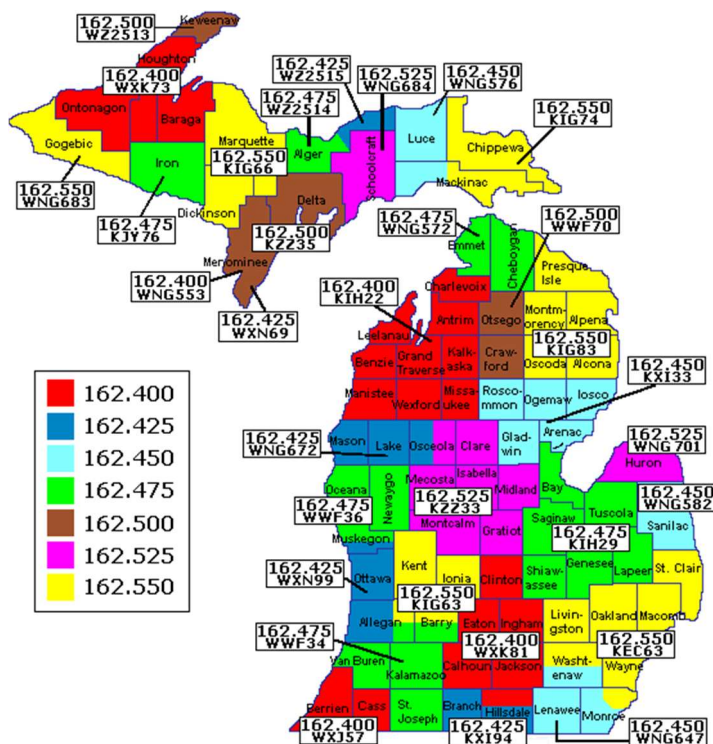 162.500
WZ2513
Keweenaw
Houghton
162.400
WXK73
Ontonagon
Baraga
Gogebic
162.550
WNG683
Iron
162.475
KJY76
Marquette
162.550
KIG66
Dickinson
162.425
WZ2515
162.475
WZ2514
162.525
WNG684
162.450
WNG576
Alger
Schoolcraft
Luce
Chippewa
162.550
KIG74
Mackinac
Delta
162.500
KZZ35
Menominee
162.400
WNG553
162.425
WXN69
162.475
WNG572
162.500
WWF70
Emmet
Cheboygan
Presque
Isle
162.400
KIH22
Charlevoix
Antrim
Otsego
Montm-
orency
Alpena
162.550
KIG83
Leelanau
Benzie
Grand
Traverse
Kalk-
aska
Craw-
ford
Oscoda
Alcona
162.450
KXI33
Manistee
Wexford
Missa-
ukee
Roscc-
mmon
Ogemaw
Iosco
Arenac
162.400
162.425
162.450
162.475
162.500
162.525
162.550
Mason
Lake
Osceola
Clare
Glad-
win
162.425
WNG672
162.525
WNG701
Huron
Oceana
Newaygo
Mecosta
Isabella
Midland
Bay
162.475
WWF36
162.525
KZZ33
Tuscola
162.450
WNG582
Sanilac
Muskegon
Montcalm
Gratiot
Saginaw
162.475
KIH29
162.425
WXN99
Ottawa
Kent
Ionia
Clinton
Shiaw-
assee
Genesee
Lapeer
St. Clair
162.550
KIG63
Allegan
Barry
Eaton
Ingham
Livin-
gston
Oakland
Macomb
162.475
WWF34
162.400
WXK81
162.550
KEC63
Van Buren
Kalamazoo
Calhoun
Jackson
Washt-
enaw
Wayne
Berrien
Cass
St.
Joseph
Branch
Hillsdale
Lenawee
Monroe
162.400
WXJ57
162.425
KXI94
162.450
WNG647